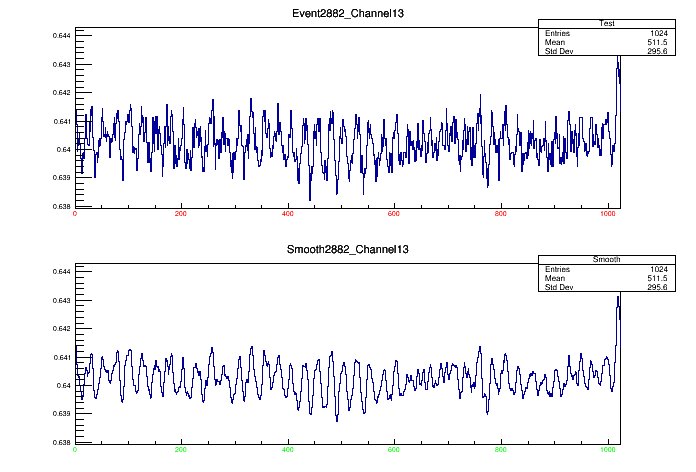 Event2882_Channel13
Test
Entries 1024
Mean 511.5
Std Dev 295.6
0.644
0.643
0.642
0.641
0.64
0.639
0.638
0 200 400 600 800 1000
Smooth2882_Channel13
Smooth
Entries 1024
Mean 511.5
Std Dev 295.6
0.644
0.643
0.642
0.641
0.64
0.639
0.638
0 200 400 600 800 1000